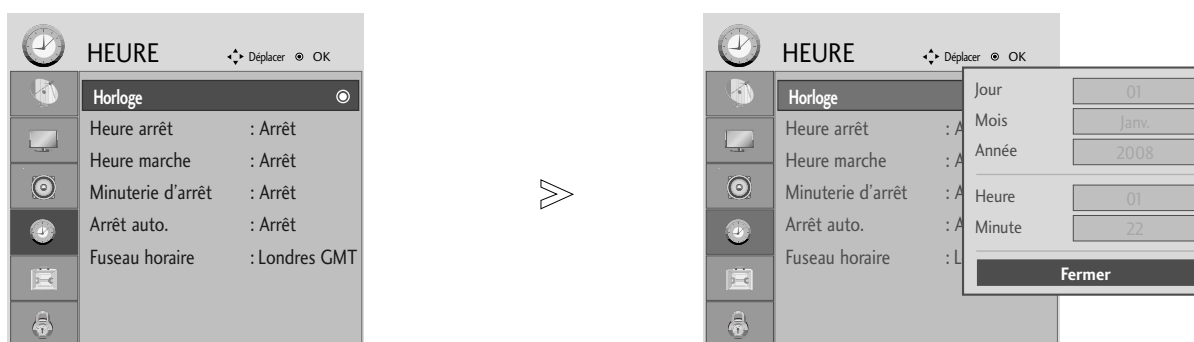 HEURE Déplacer OK
Horloge
Heure arrêt : Arrêt
Heure marche : Arrêt
Minuterie d'arrêt : Arrêt
Arrêt auto. : Arrêt
Fuseau horaire : Londres GMT
HEURE Déplacer OK
Horloge
Heure arrêt : A
Heure marche : A
Minuterie d'arrêt : A
Arrêt auto. : A
Fuseau horaire : L
Jour 01
Mois Janv.
Année 2008
Heure 01
Minute 22
Fermer